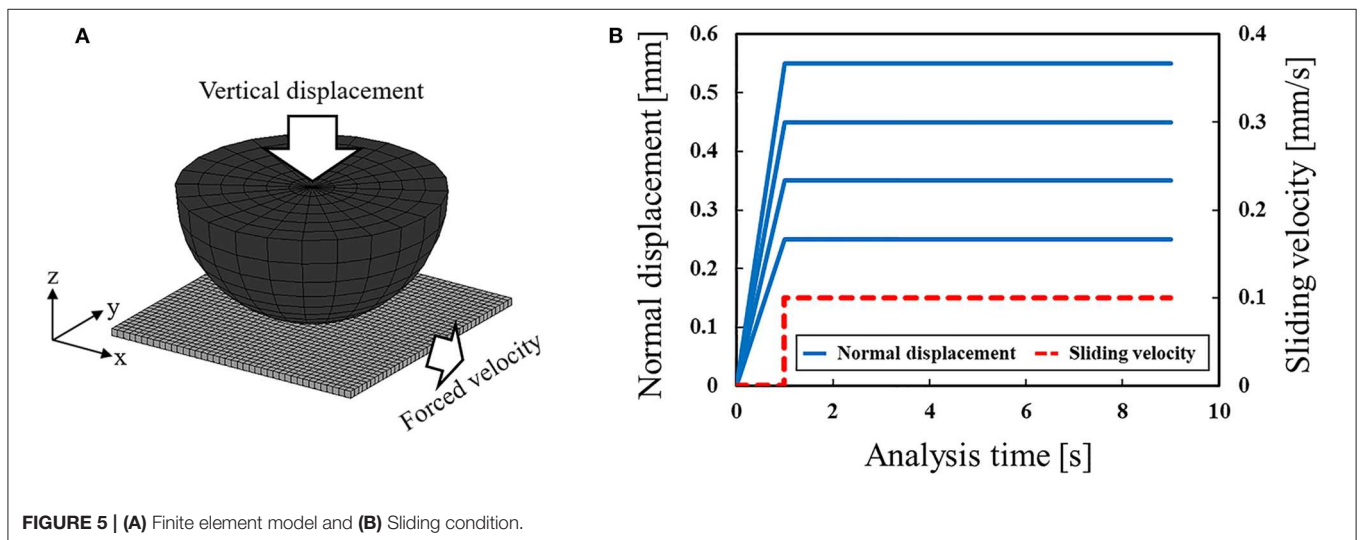 A
Vertical displacement
z
y
x
Forced velocity
B
Normal displacement [mm]
0.6
0.5
0.4
0.3
0.2
0.1
0
0.4
0.3
0.2
0.1
0
Sliding velocity [mm/s]
Normal displacement
Sliding velocity
0
2
4
6
8
10
Analysis time [s]
FIGURE 5 | (A) Finite element model and (B) Sliding condition.